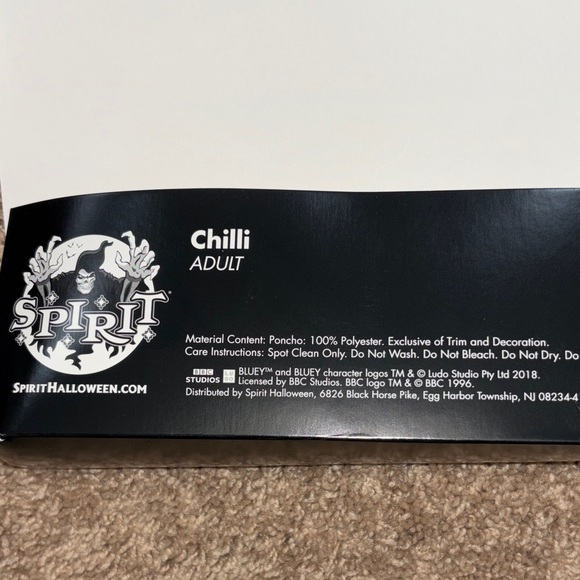 Chilli
ADULT
SPIRIT
SPIRITHALLOWEEN.COM
Material Content: Poncho: 100% Polyester. Exclusive of Trim and Decoration.
Care Instructions: Spot Clean Only. Do Not Wash. Do Not Bleach. Do Not Dry. Do
BBC
STUDIOS
BLUEY™ and BLUEY character logos TM & © Ludo Studio Pty Ltd 2018.
Licensed by BBC Studios. BBC logo TM & © BBC 1996.
Distributed by Spirit Halloween, 6826 Black Horse Pike, Egg Harbor Township, NJ 08234-4